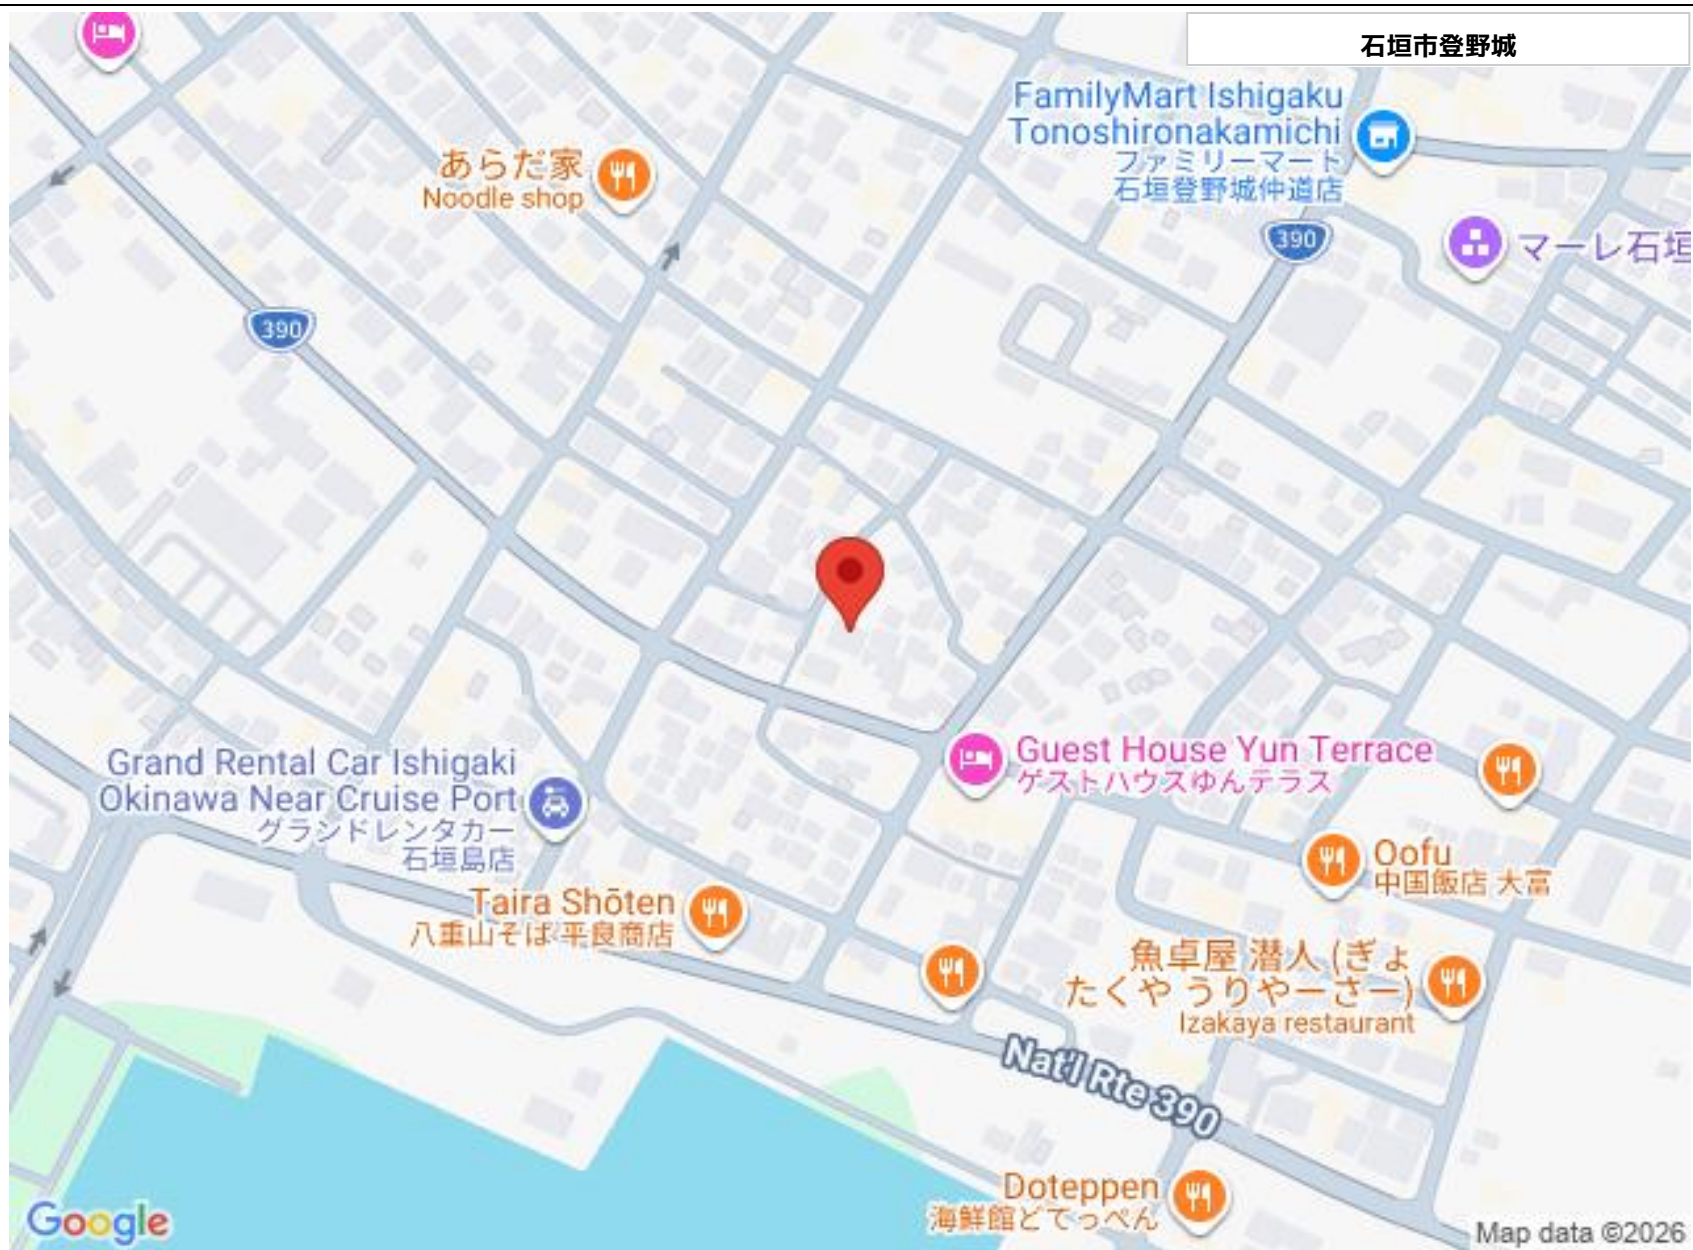 石垣市登野城
FamilyMart Ishigaku
Tonoshironakamichi
ファミリーマート
石垣登野城仲道店
あらだ家
Noodle shop
390
マーレ石垣
390
Guest House Yun Terrace
ゲストハウスゆんテラス
Grand Rental Car Ishigaki
Okinawa Near Cruise Port
グランドレンタカー
石垣島店
Oofu
中国飯店 大富
Taira Shōten
八重山そば 平良商店
魚卓屋 潜人 (ぎょ
たくや うりやーさー)
Izakaya restaurant
Nat'l Rte 390
Doteppen
海鮮館どてっぺん
Google
Map data ©2026